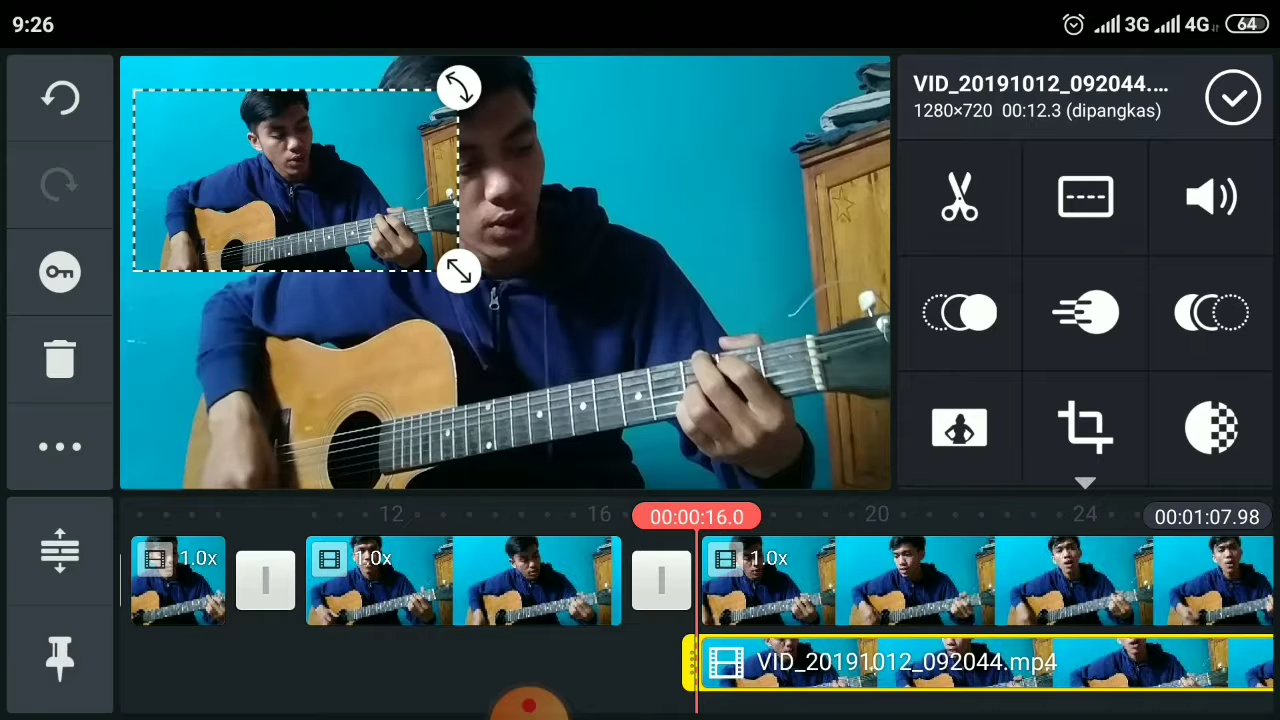 9:26
3G 4G 64
VID_20191012_092044....
1280×720 00:12.3 (dipangkas)
12 16 00:00:16.0 20 24 00:01:07.98
1.0x 1.0x 1.0x
VID_20191012_092044.mp4